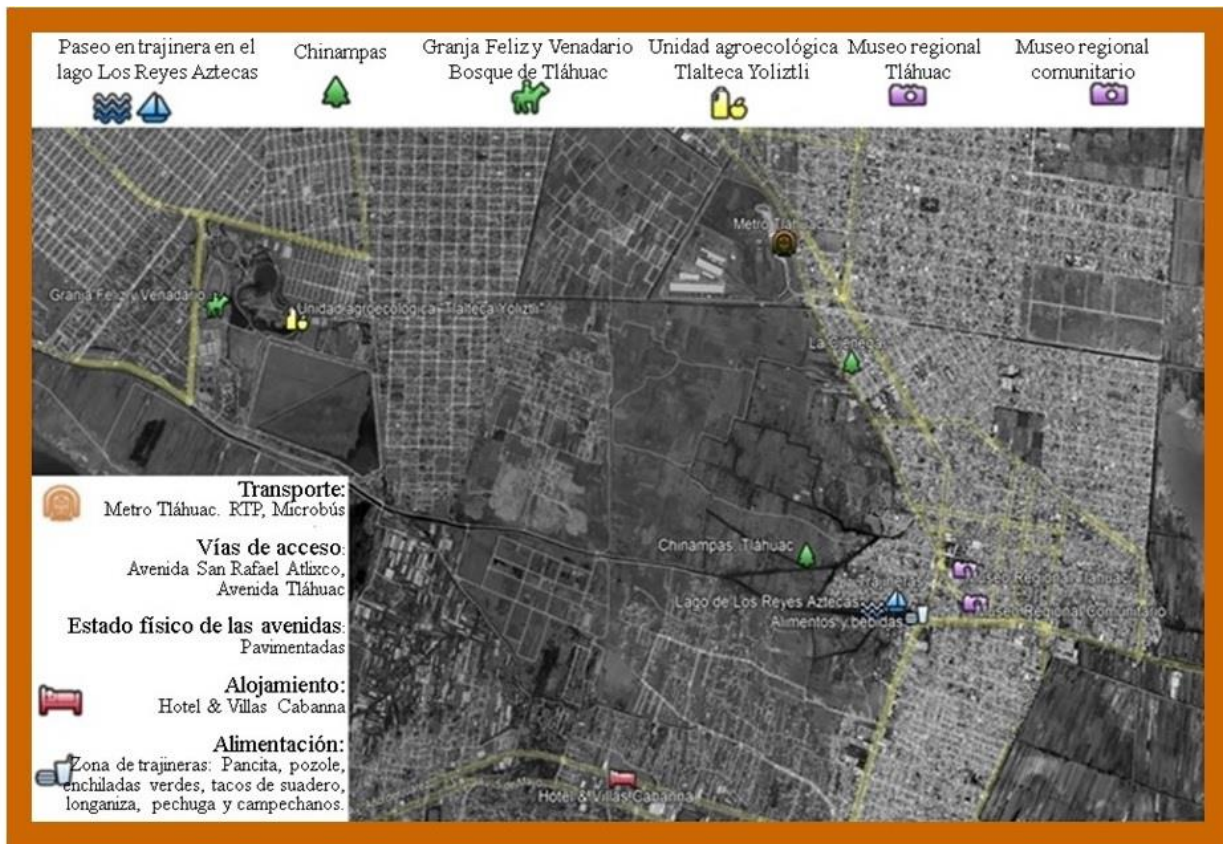 Paseo en trajinera en el
lago Los Reyes Aztecas
Chinampas
Granja Feliz y Venadario
Bosque de Tláhuac
Unidad agroecológica
Tlalteca Yoliztli
Museo regional
Tláhuac
Museo regional
comunitario
Metro Tláhuac
Granja Feliz y Venadario
Unidad agroecológica "Tlalteca Yoliztli"
La Ciénega
Chinampas, Tláhuac
Trajineras
Museo Regional Tláhuac
Lago de Los Reyes Aztecas
Museo Regional Comunitario
Alimentos y bebidas
Hotel & Villas Cabanna
Transporte:
Metro Tláhuac. RTP, Microbús
Vías de acceso:
Avenida San Rafael Atlixco,
Avenida Tláhuac
Estado físico de las avenidas:
Pavimentadas
Alojamiento:
Hotel & Villas Cabanna
Alimentación:
Zona de trajineras: Pancita, pozole,
enchiladas verdes, tacos de suadero,
longaniza, pechuga y campechanos.